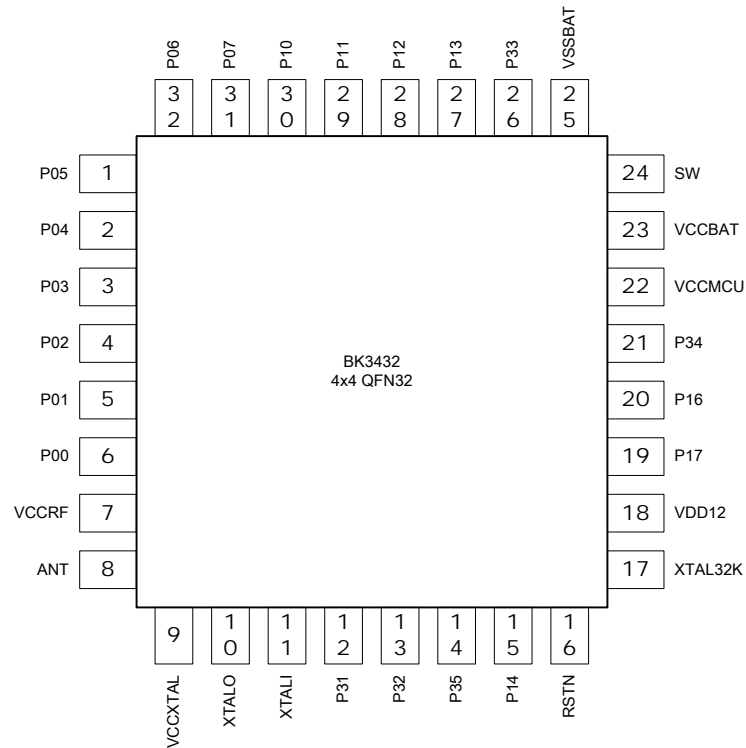 P06 P07 P10 P11 P12 P13 P33 VSSBAT
32 31 30 29 28 27 26 25
P05 1
24 SW
P04 2
23 VCCBAT
P03 3
22 VCCMCU
P02 4
21 P34
BK3432
4x4 QFN32
P01 5
20 P16
P00 6
19 P17
VCCRF 7
18 VDD12
ANT 8
17 XTAL32K
9 10 11 12 13 14 15 16
VCCXTAL XTALO XTALI P31 P32 P35 P14 RSTN